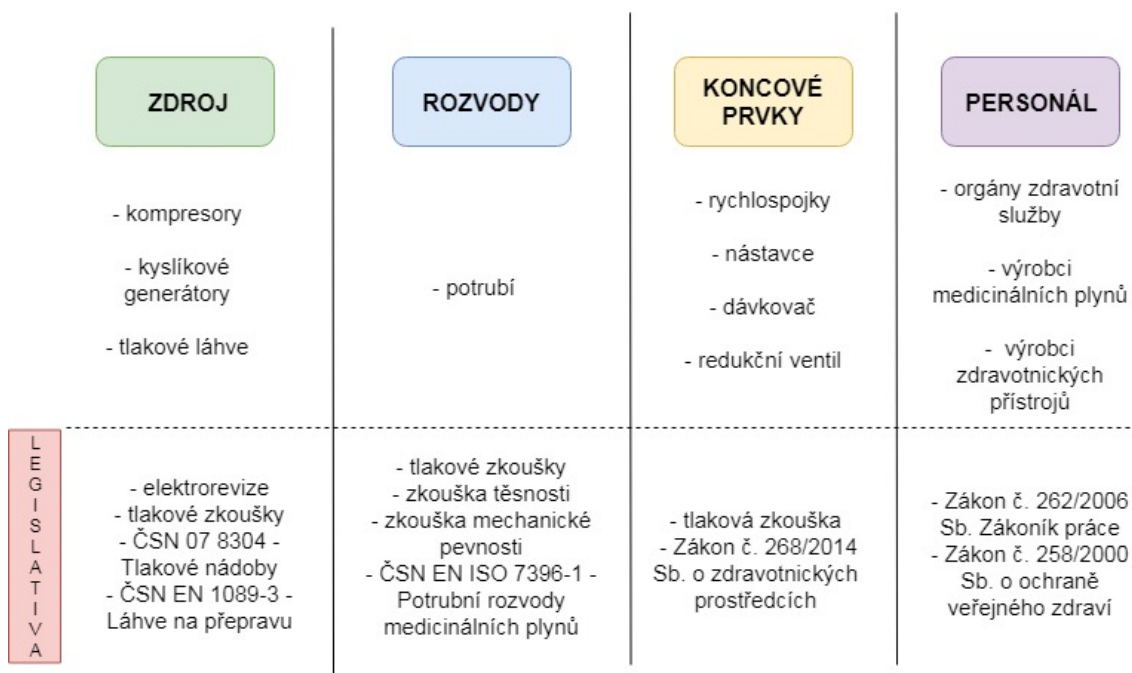 ZDROJ
- kompresory
- kyslíkové
generátory
- tlakové láhve
ROZVODY
- potrubí
KONCOVÉ
PRVKY
- rychlospojky
- nástavce
- dávkovač
- redukční ventil
PERSONÁL
- orgány zdravotní
služby
- výrobci
medicinálních plynů
- výrobci
zdravotnických
přístrojů
LEGISLATIVA
- elektrorevize
- tlakové zkoušky
- ČSN 07 8304 -
Tlakové nádoby
- ČSN EN 1089-3 -
Láhve na přepravu
- tlakové zkoušky
- zkouška těsnosti
- zkouška mechanické
pevnosti
- ČSN EN ISO 7396-1 -
Potrubní rozvody
medicinálních plynů
- tlaková zkouška
- Zákon č. 268/2014
Sb. o zdravotnických
prostředcích
- Zákon č. 262/2006
Sb. Zákoník práce
- Zákon č. 258/2000
Sb. o ochraně
veřejného zdraví